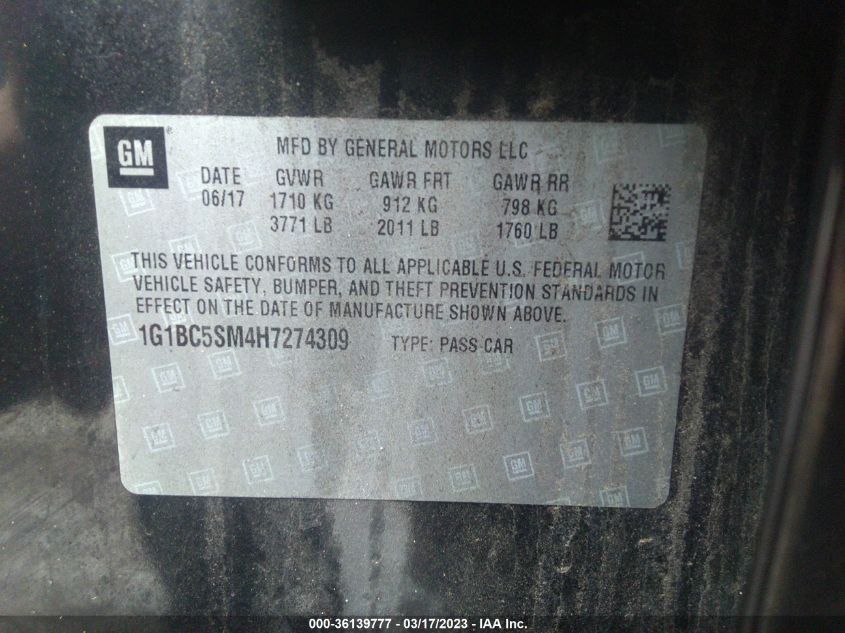 GM ®
MFD BY GENERAL MOTORS LLC
DATE GVWR GAWR FRT GAWR RR
06/17 1710 KG 912 KG 798 KG
3771 LB 2011 LB 1760 LB
THIS VEHICLE CONFORMS TO ALL APPLICABLE U.S. FEDERAL MOTOR
VEHICLE SAFETY, BUMPER, AND THEFT PREVENTION STANDARDS IN
EFFECT ON THE DATE OF MANUFACTURE SHOWN ABOVE.
1G1BC5SM4H7274309 TYPE: PASS CAR
000-36139777 - 03/17/2023 - IAA Inc.